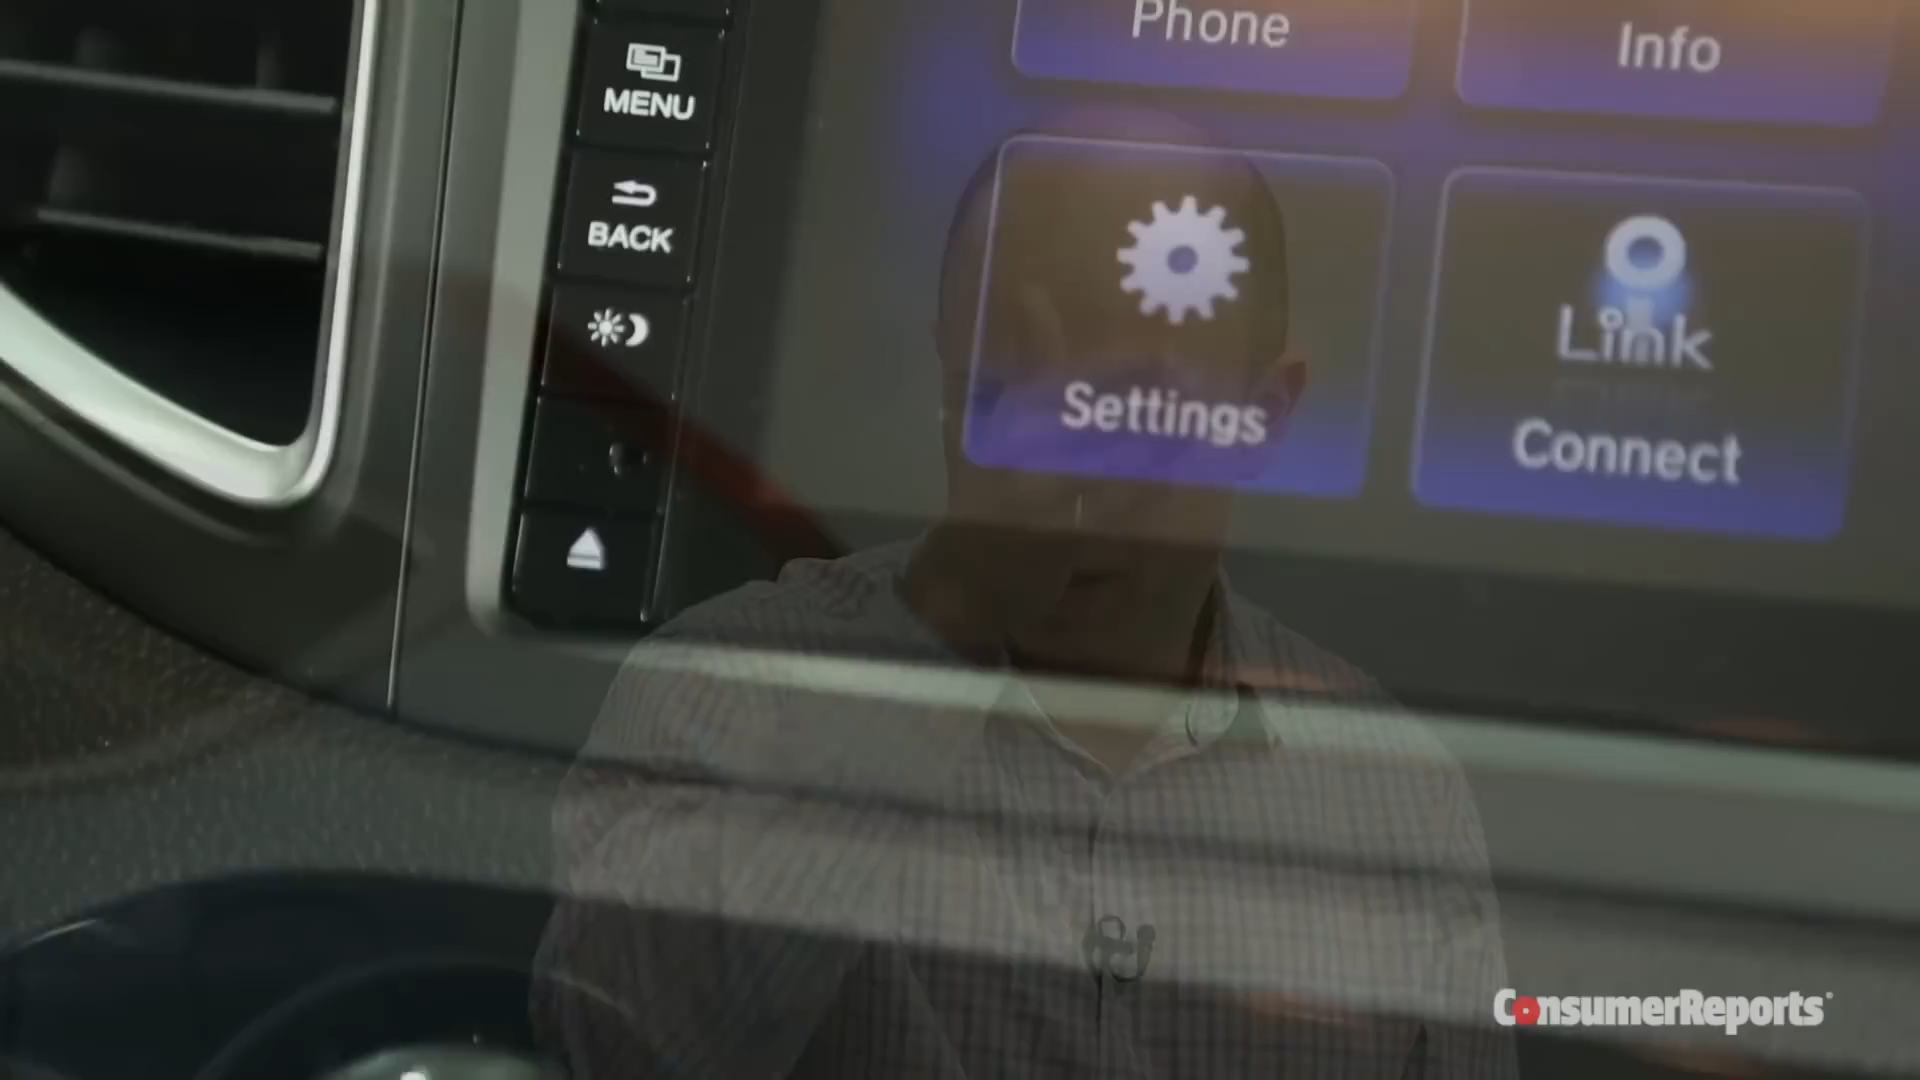 Phone
Info
MENU
BACK
Settings
Link
Connect
ConsumerReports